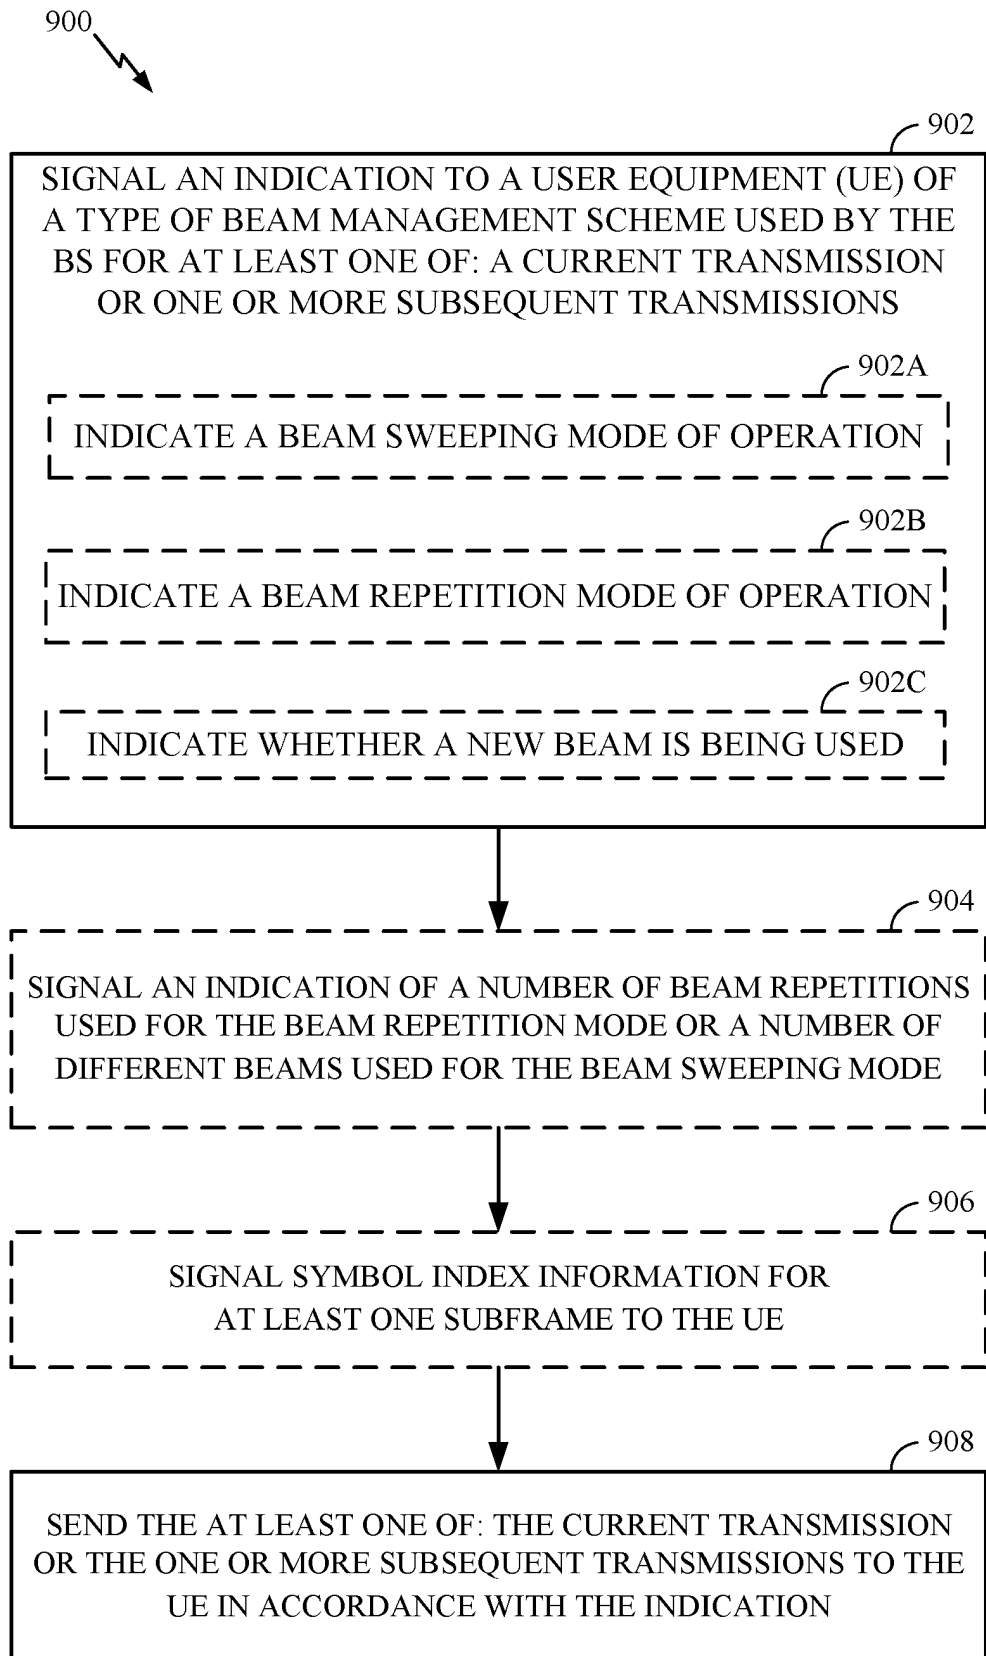 900
902
SIGNAL AN INDICATION TO A USER EQUIPMENT (UE) OF
A TYPE OF BEAM MANAGEMENT SCHEME USED BY THE
BS FOR AT LEAST ONE OF: A CURRENT TRANSMISSION
OR ONE OR MORE SUBSEQUENT TRANSMISSIONS
902A
INDICATE A BEAM SWEEPING MODE OF OPERATION
902B
INDICATE A BEAM REPETITION MODE OF OPERATION
902C
INDICATE WHETHER A NEW BEAM IS BEING USED
904
SIGNAL AN INDICATION OF A NUMBER OF BEAM REPETITIONS
USED FOR THE BEAM REPETITION MODE OR A NUMBER OF
DIFFERENT BEAMS USED FOR THE BEAM SWEEPING MODE
906
SIGNAL SYMBOL INDEX INFORMATION FOR
AT LEAST ONE SUBFRAME TO THE UE
908
SEND THE AT LEAST ONE OF: THE CURRENT TRANSMISSION
OR THE ONE OR MORE SUBSEQUENT TRANSMISSIONS TO THE
UE IN ACCORDANCE WITH THE INDICATION